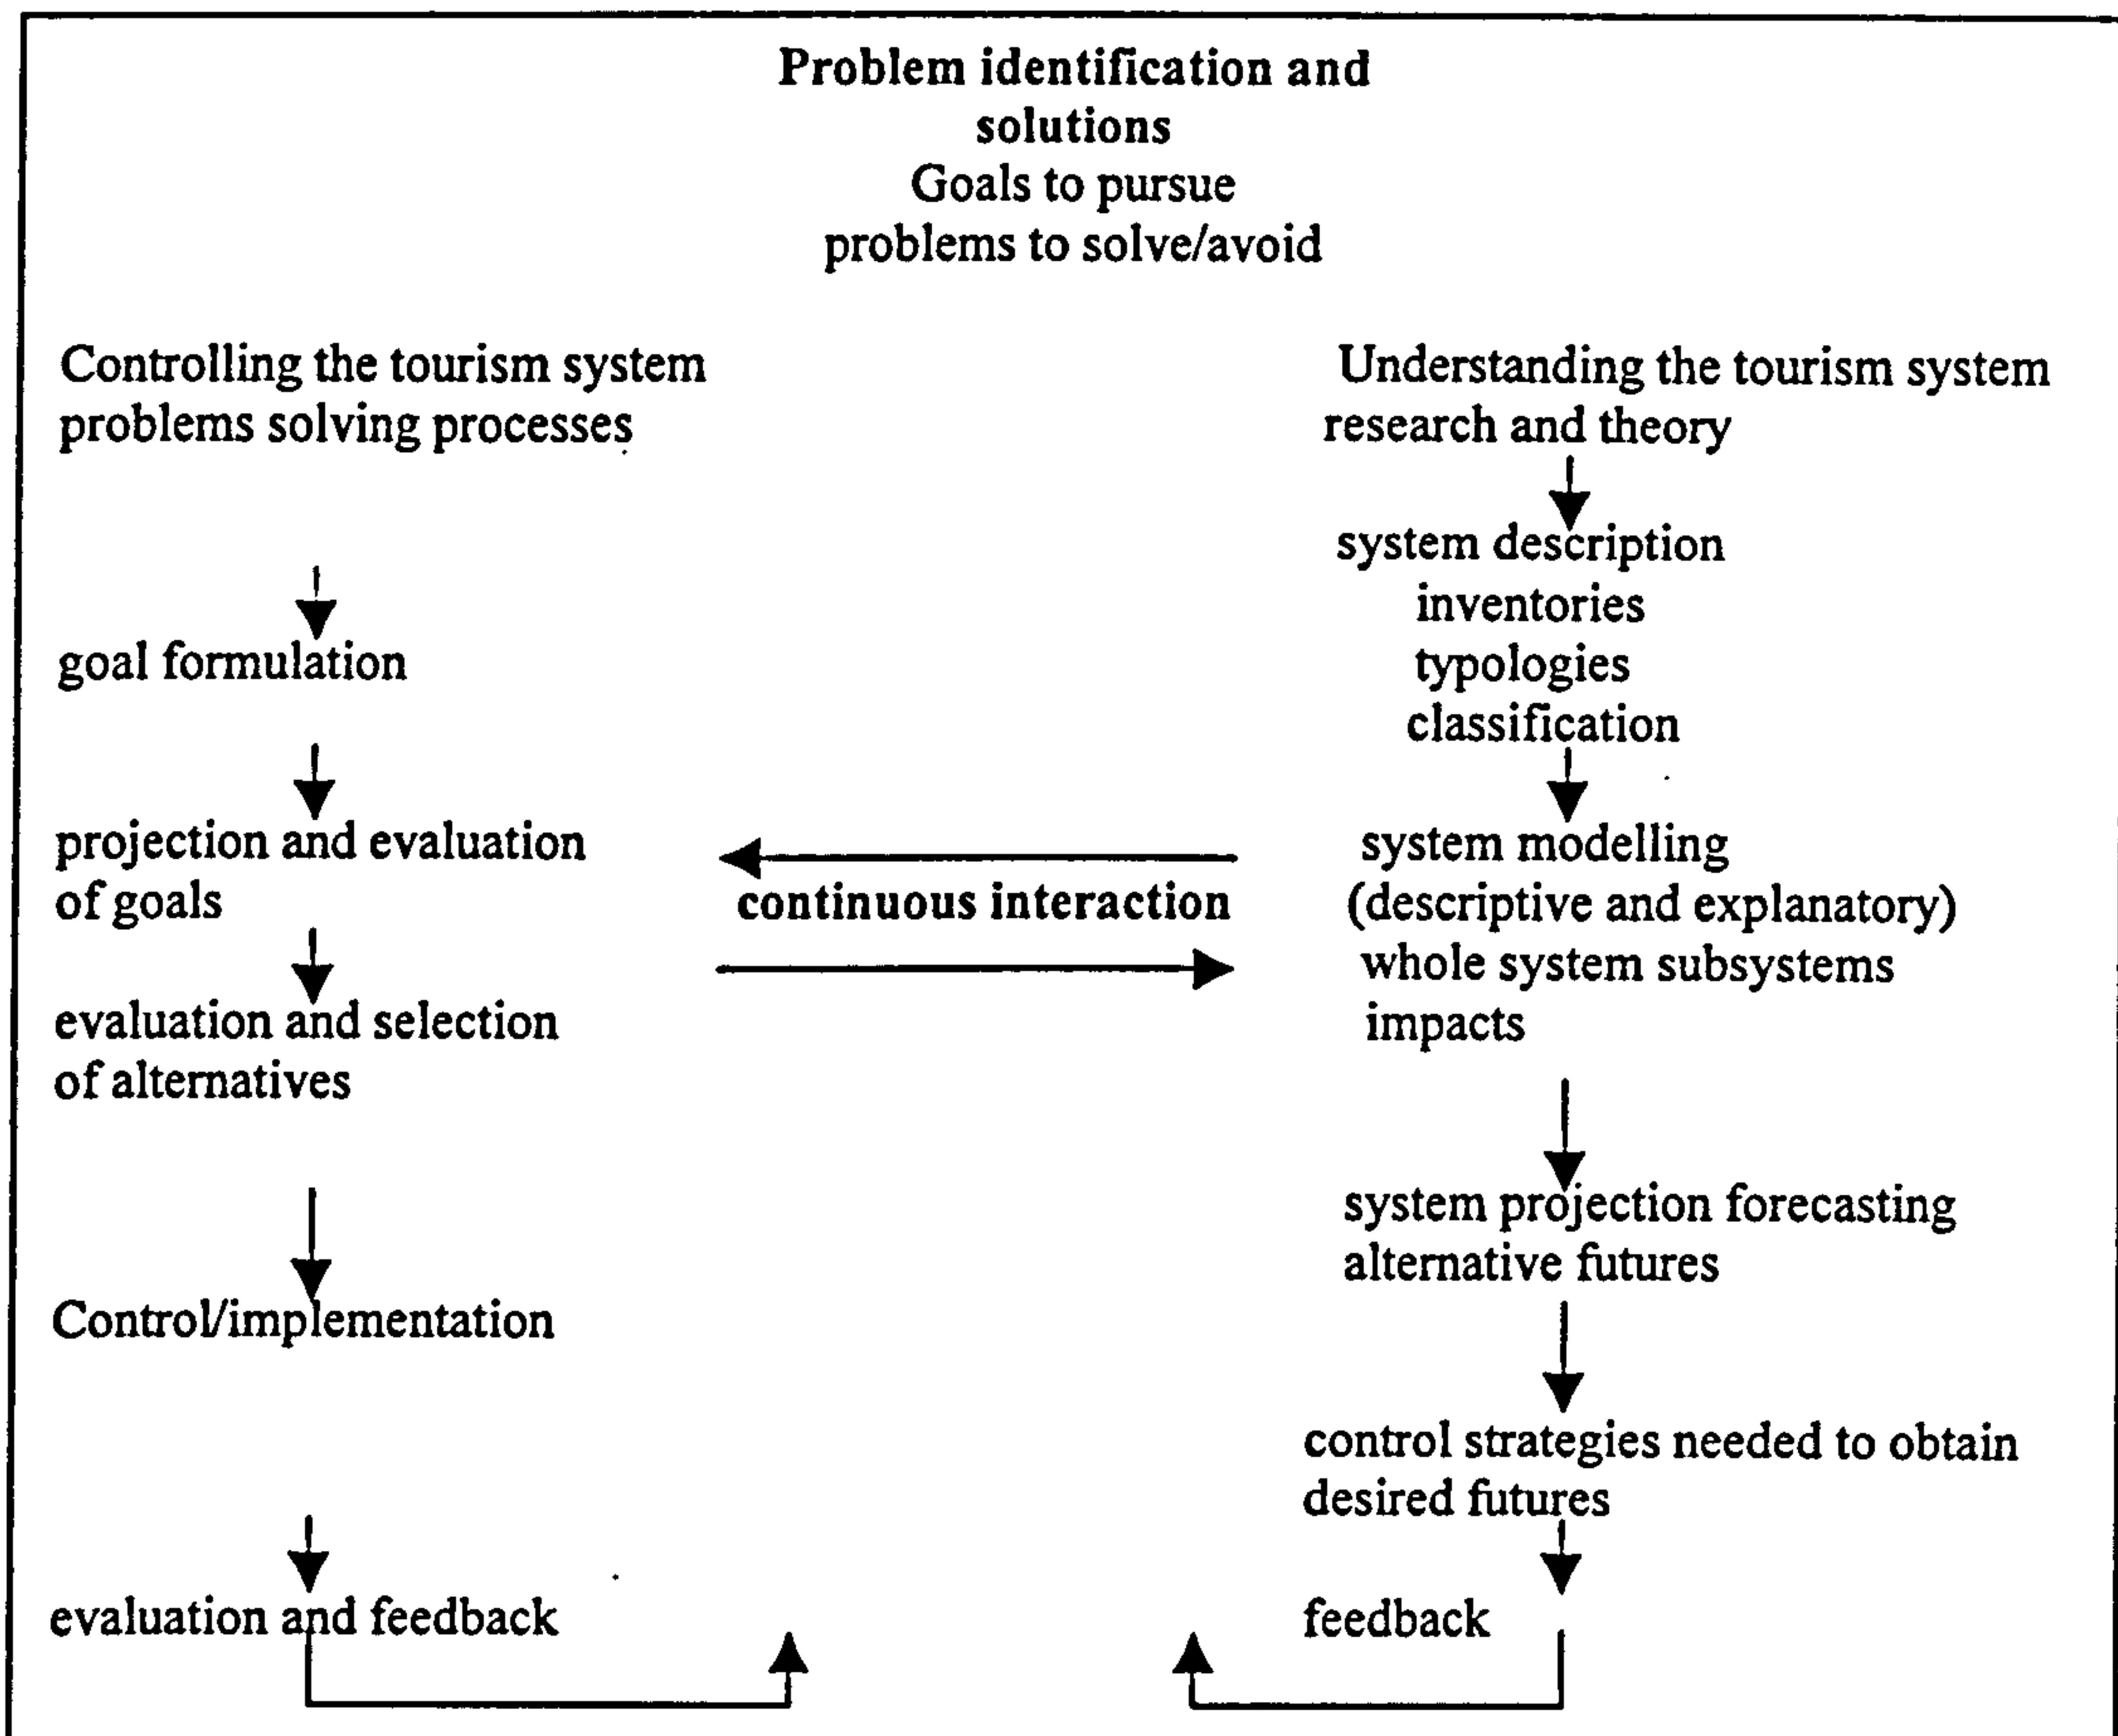 Problem identification and
solutions
Goals to pursue
problems to solve/avoid
Controlling the tourism system
problems solving processes
goal formulation
projection and evaluation
of goals
evaluation and selection
of alternatives
Control/implementation
evaluation and feedback
continuous interaction
Understanding the tourism system
research and theory
system description
inventories
typologies
classification
system modelling
(descriptive and explanatory)
whole system subsystems
impacts
system projection forecasting
alternative futures
control strategies needed to obtain
desired futures
feedback